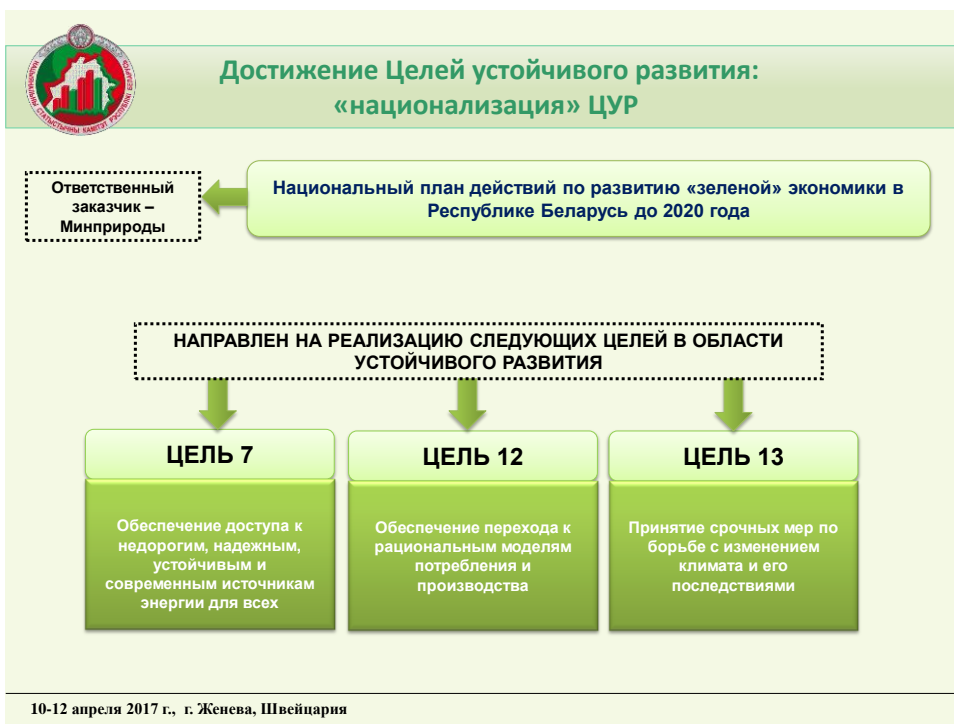 Достижение Целей устойчивого развития:
«национализация» ЦУР
Ответственный
заказчик –
Минприроды
Национальный план действий по развитию «зеленой» экономики в
Республике Беларусь до 2020 года
НАПРАВЛЕН НА РЕАЛИЗАЦИЮ СЛЕДУЮЩИХ ЦЕЛЕЙ В ОБЛАСТИ
УСТОЙЧИВОГО РАЗВИТИЯ
ЦЕЛЬ 7
Обеспечение доступа к
недорогим, надежным,
устойчивым и
современным источникам
энергии для всех
ЦЕЛЬ 12
Обеспечение перехода к
рациональным моделям
потребления и
производства
ЦЕЛЬ 13
Принятие срочных мер по
борьбе с изменением
климата и его
последствиями
10-12 апреля 2017 г., г. Женева, Швейцария